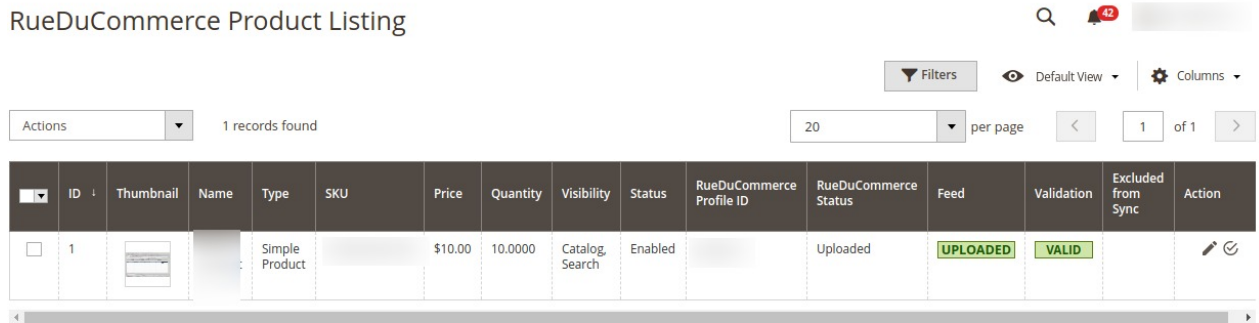 RueDuCommerce Product Listing
42
Filters
Default View
Columns
Actions
1 records found
20
per page
1
of 1
ID ↓
Thumbnail
Name
Type
SKU
Price
Quantity
Visibility
Status
RueDuCommerce
Profile ID
RueDuCommerce
Status
Feed
Validation
Excluded
from
Sync
Action
1
Simple
Product
$10.00
10.0000
Catalog,
Search
Enabled
Uploaded
UPLOADED
VALID